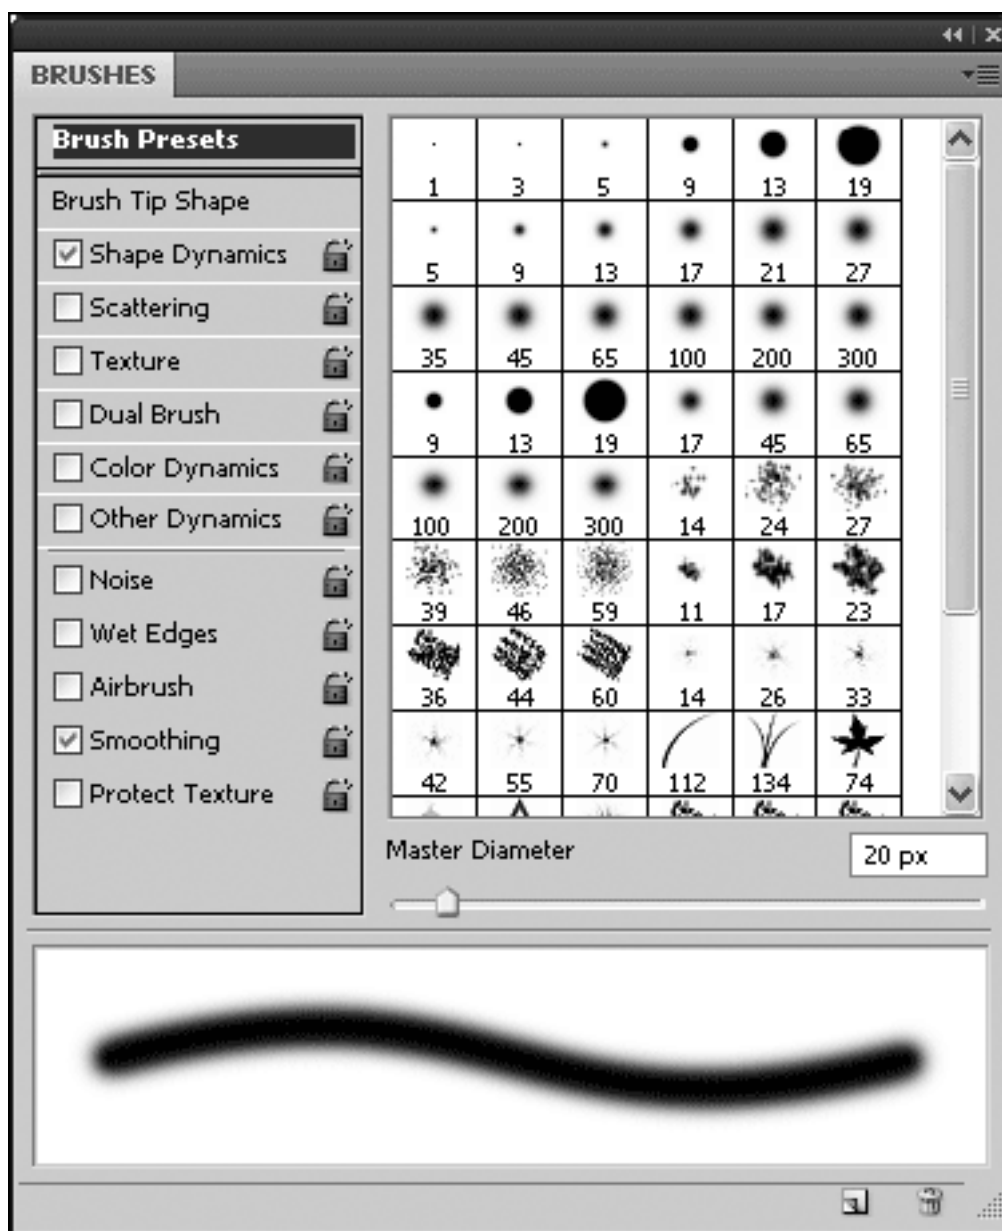 BRUSHES
Brush Presets
Brush Tip Shape
Shape Dynamics
Scattering
Texture
Dual Brush
Color Dynamics
Other Dynamics
Noise
Wet Edges
Airbrush
Smoothing
Protect Texture
1 3 5 9 13 19
5 9 13 17 21 27
35 45 65 100 200 300
9 13 19 17 45 65
100 200 300 14 24 27
39 46 59 11 17 23
36 44 60 14 26 33
42 55 70 112 134 74
Master Diameter 20 px